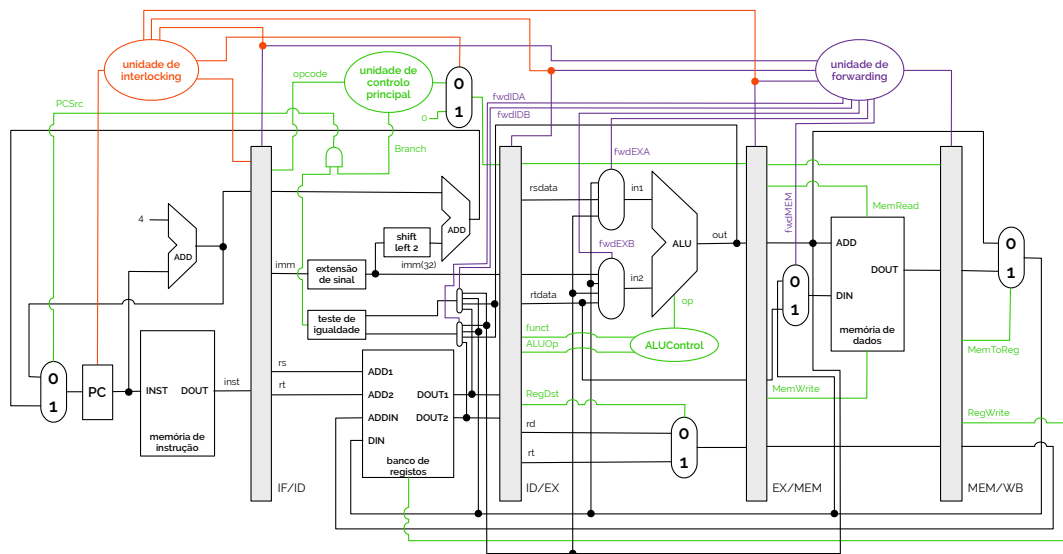 unidade de
interlocking
opcode
unidade de
controlo
principal
0
1
0
fwdIDA
fwdIDB
unidade de
forwarding
PCSrc
Branch
fwdEXA
fwdMEM
4
ADD
ADD
shift
left 2
rsdata
in1
ALU
out
fwdEXB
MemRead
ADD
DOUT
DIN
memória de
dados
0
1
0
1
imm
extensão
de sinal
imm(32)
in2
rtdata
op
teste de
igualdade
funct
ALUOp
ALUControl
MemToReg
0
1
PC
INST
DOUT
memória de
instrução
inst
rs
rt
ADD1
ADD2
ADDIN
DIN
DOUT1
DOUT2
banco de
registos
RegDst
rd
rt
0
1
MemWrite
RegWrite
IF/ID
ID/EX
EX/MEM
MEM/WB